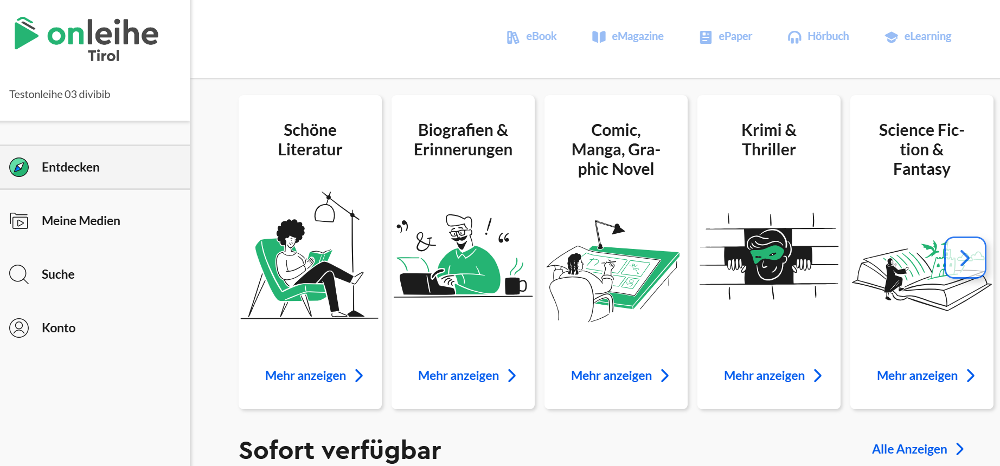 onleihe
Tirol
Testonleihe 03 divibib
Entdecken
Meine Medien
Suche
Konto
eBook
eMagazine
ePaper
Hörbuch
eLearning
Schöne
Literatur
Mehr anzeigen
Biografien &
Erinnerungen
,, & ! “
Mehr anzeigen
Comic,
Manga, Gra-
phic Novel
Mehr anzeigen
Krimi &
Thriller
Mehr anzeigen
Science Fic-
tion &
Fantasy
Mehr anzeigen
Sofort verfügbar
Alle Anzeigen